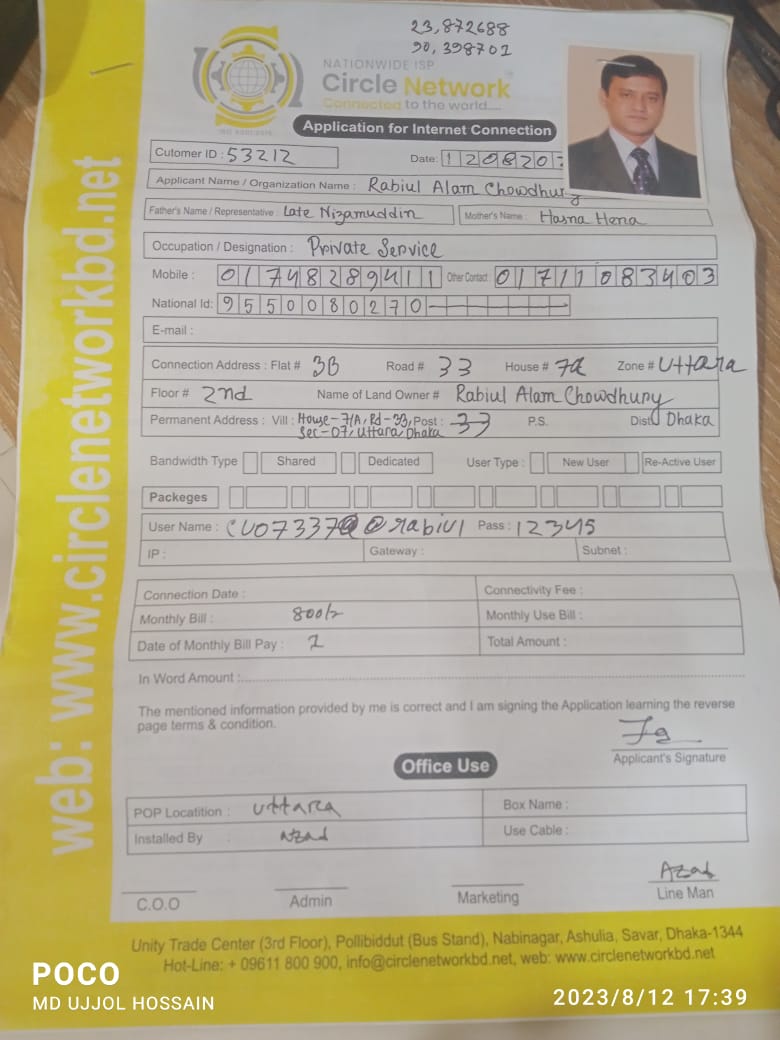 23,872688
90,398701
NATIONWIDE ISP
Circle Network
Connected to the world....
Application for Internet Connection
Cutomer ID : 53212
Date: 120820
Applicant Name / Organization Name : Rabiul Alam Chowdhury
Father's Name / Representative : Late Nizamuddin Mother's Name : Hasna Hena
Occupation / Designation : Private Service
Mobile : 01748289411 Other Contact 01711083403
National Id: 9550080270
E-mail :
Connection Address : Flat # 3B Road # 33 House # 7a Zone # Uttara
Floor # 2nd Name of Land Owner # Rabiul Alam Chowdhury
Permanent Address : Vill : House-7/A, Rd-33, Post : 33 P.S. Dist. Dhaka
Sec-07, Uttara, Dhaka
Bandwidth Type Shared Dedicated User Type : New User Re-Active User
Packeges
User Name : CU07337@rabiul Pass : 12345
IP : Gateway : Subnet :
Connection Date : Connectivity Fee :
Monthly Bill : 800/- Monthly Use Bill :
Date of Monthly Bill Pay : 2 Total Amount :
In Word Amount :
The mentioned information provided by me is correct and I am signing the Application learning the reverse
page terms & condition.
Applicant's Signature
Office Use
POP Locatition : Uttara Box Name :
Installed By : Azad Use Cable :
Azad
C.O.O Admin Marketing Line Man
Unity Trade Center (3rd Floor), Pollibiddut (Bus Stand), Nabinagar, Ashulia, Savar, Dhaka-1344
Hot-Line: + 09611 800 900, info@circlenetworkbd.net, web: www.circlenetworkbd.net
web: www.circlenetworkbd.net
POCO
MD UJJOL HOSSAIN
2023/8/12 17:39